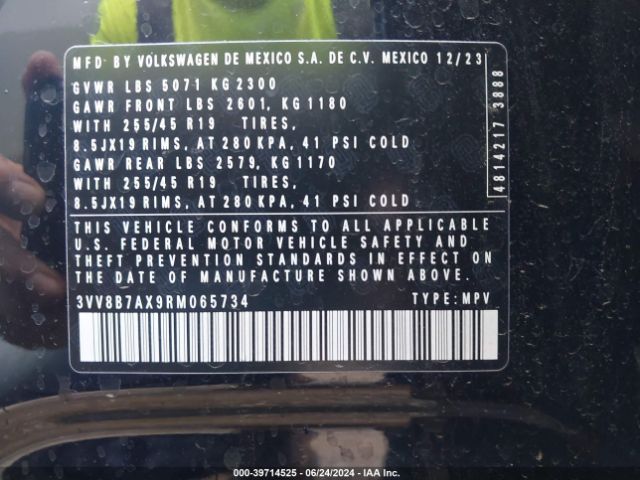 MFD BY VOLKSWAGEN DE MEXICO S.A. DE C.V. MEXICO 12/23
GVWR LBS 5071 KG 2300
GAWR FRONT LBS 2601, KG 1180
WITH 255/45 R19 TIRES,
8.5JX19 RIMS, AT 280 KPA, 41 PSI COLD
GAWR REAR LBS 2579, KG 1170
WITH 255/45 R19 TIRES,
8.5JX19 RIMS, AT 280 KPA, 41 PSI COLD
4814217 3888
THIS VEHICLE CONFORMS TO ALL APPLICABLE
U.S. FEDERAL MOTOR VEHICLE SAFETY AND
THEFT PREVENTION STANDARDS IN EFFECT ON
THE DATE OF MANUFACTURE SHOWN ABOVE.
3VV8B7AX9RM065734 TYPE: MPV
000-39714525 - 06/24/2024 - IAA Inc.